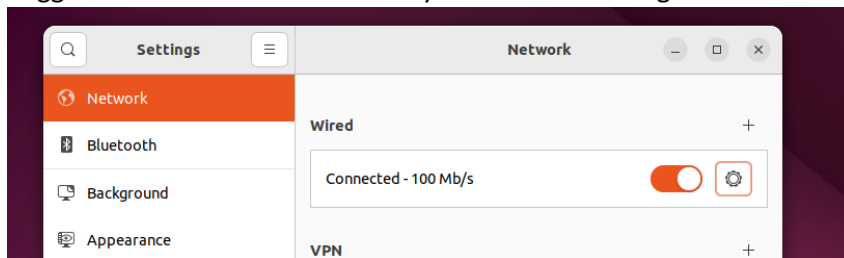 Settings
Network
Network
Bluetooth
Background
Appearance
Wired
Connected - 100 Mb/s
VPN